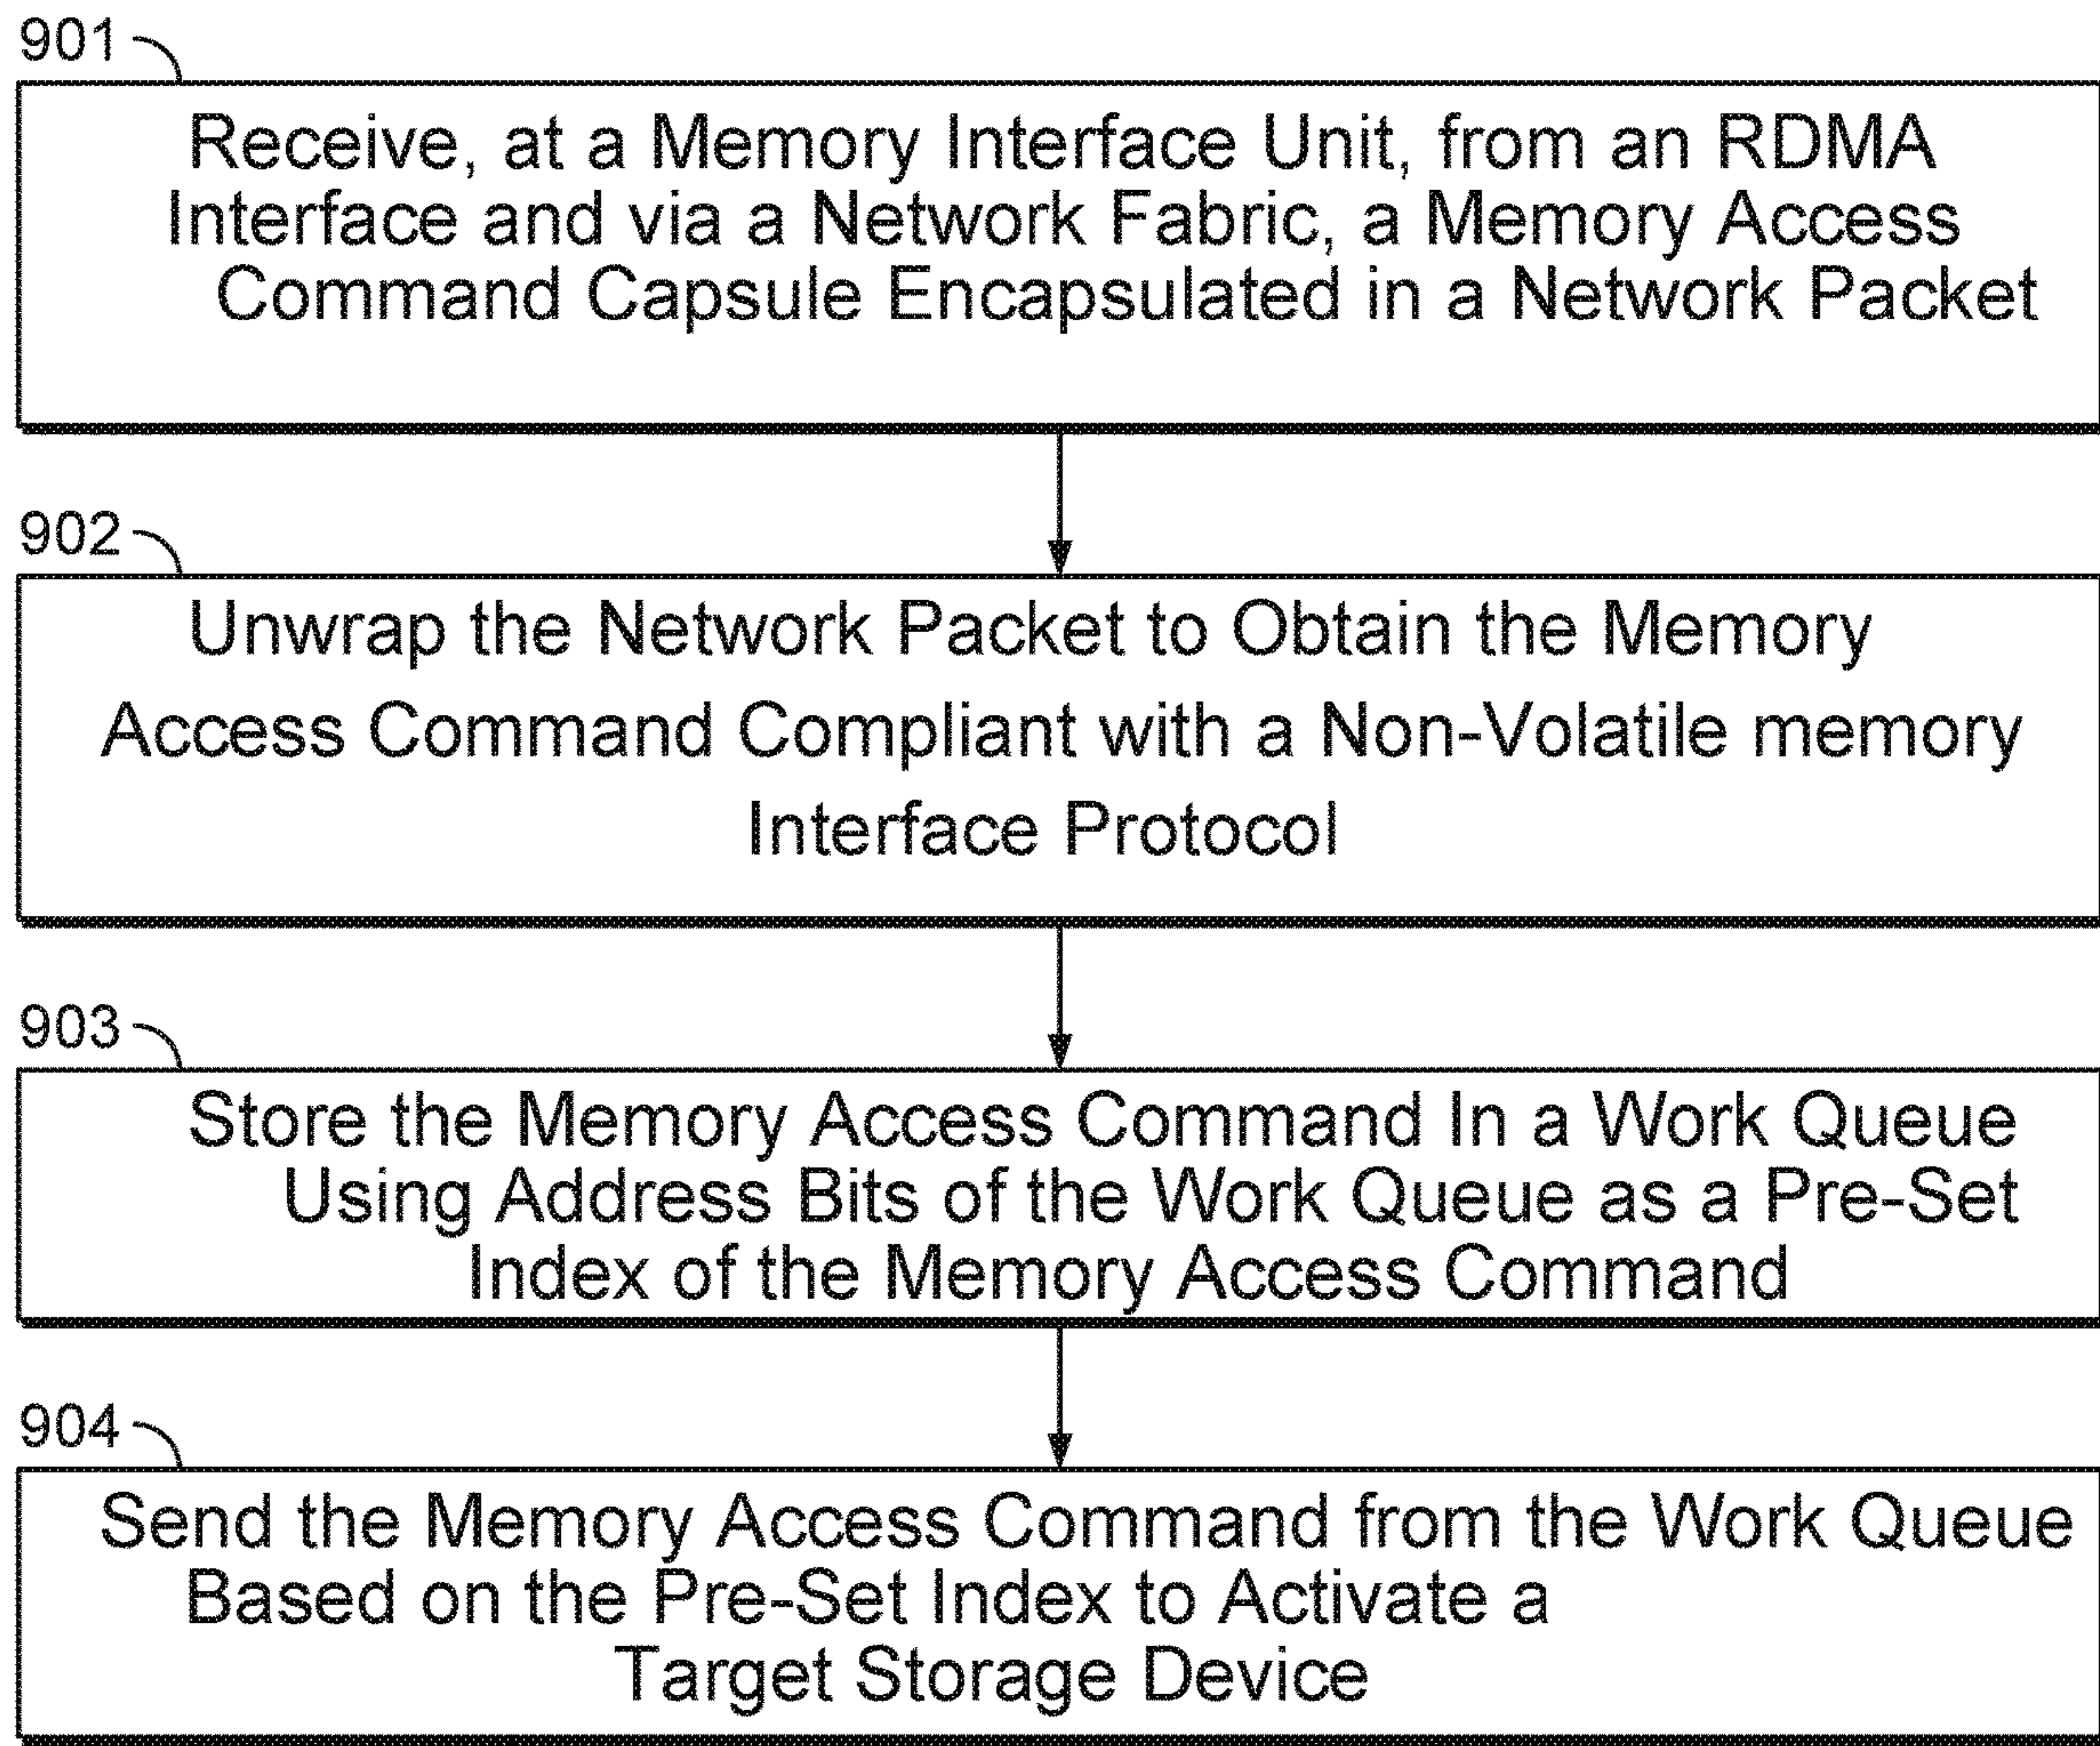 901
Receive, at a Memory Interface Unit, from an RDMA
Interface and via a Network Fabric, a Memory Access
Command Capsule Encapsulated in a Network Packet
902
Unwrap the Network Packet to Obtain the Memory
Access Command Compliant with a Non-Volatile memory
Interface Protocol
903
Store the Memory Access Command In a Work Queue
Using Address Bits of the Work Queue as a Pre-Set
Index of the Memory Access Command
904
Send the Memory Access Command from the Work Queue
Based on the Pre-Set Index to Activate a
Target Storage Device